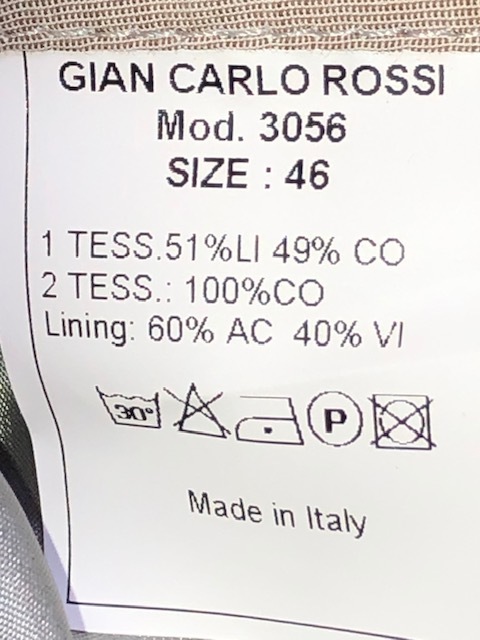 GIAN CARLO ROSSI
Mod. 3056
SIZE : 46
1 TESS.51%LI 49% CO
2 TESS.: 100%CO
Lining: 60% AC 40% VI
30° P
Made in Italy